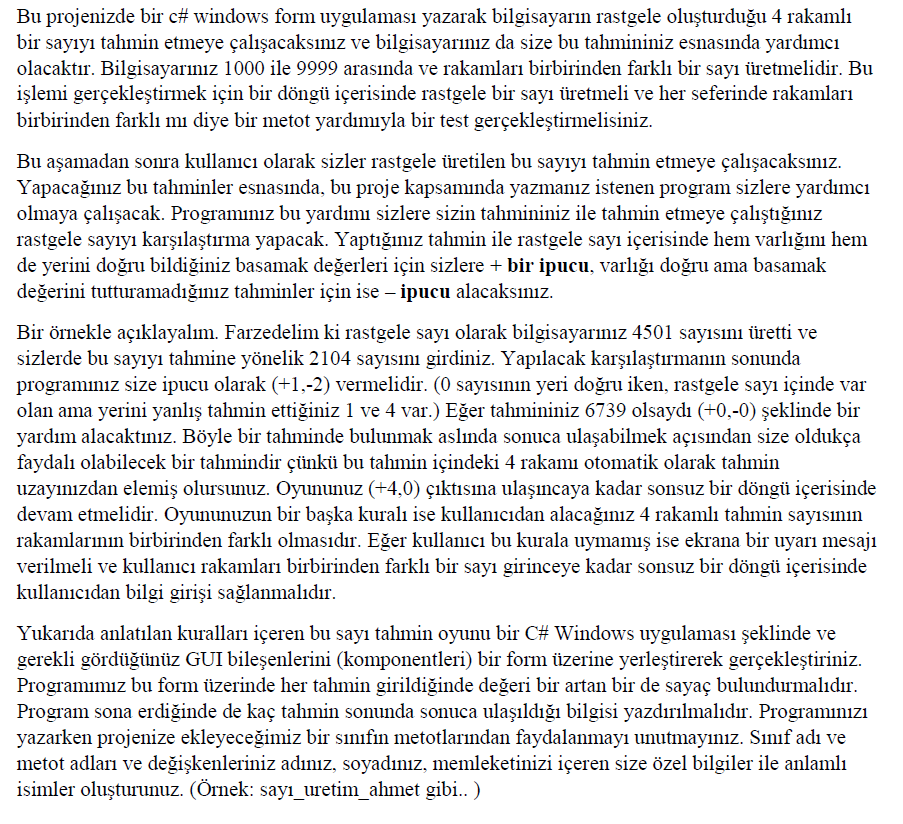 Bu projenizde bir c# windows form uygulaması yazarak bilgisayarın rastgele oluşturduğu 4 rakamlı
bir sayıyı tahmin etmeye çalışacaksınız ve bilgisayarınız da size bu tahmininiz esnasında yardımcı
olacaktır. Bilgisayarınız 1000 ile 9999 arasında ve rakamları birbirinden farklı bir sayı üretmelidir. Bu
işlemi gerçekleştirmek için bir döngü içerisinde rastgele bir sayı üretmeli ve her seferinde rakamları
birbirinden farklı mı diye bir metot yardımıyla bir test gerçekleştirmelisiniz.
Bu aşamadan sonra kullanıcı olarak sizler rastgele üretilen bu sayıyı tahmin etmeye çalışacaksınız.
Yapacağınız bu tahminler esnasında, bu proje kapsamında yazmanız istenen program sizlere yardımcı
olmaya çalışacak. Programınız bu yardımı sizlere sizin tahmininiz ile tahmin etmeye çalıştığınız
rastgele sayıyı karşılaştırma yapacak. Yaptığınız tahmin ile rastgele sayı içerisinde hem varlığını hem
de yerini doğru bildiğiniz basamak değerleri için sizlere + bir ipucu, varlığı doğru ama basamak
değerini tutturamadığınız tahminler için ise – ipucu alacaksınız.
Bir örnekle açıklayalım. Farzedelim ki rastgele sayı olarak bilgisayarınız 4501 sayısını üretti ve
sizlerde bu sayıyı tahmine yönelik 2104 sayısını girdiniz. Yapılacak karşılaştırmanın sonunda
programınız size ipucu olarak (+1,-2) vermelidir. (0 sayısının yeri doğru iken, rastgele sayı içinde var
olan ama yerini yanlış tahmin ettiğiniz 1 ve 4 var.) Eğer tahmininiz 6739 olsaydı (+0,-0) şeklinde bir
yardım alacaktınız. Böyle bir tahminde bulunmak aslında sonuca ulaşabilmek açısından size oldukça
faydalı olabilecek bir tahmindir çünkü bu tahmin içindeki 4 rakamı otomatik olarak tahmin
uzayınızdan elemiş olursunuz. Oyununuz (+4,0) çıktısına ulaşıncaya kadar sonsuz bir döngü içerisinde
devam etmelidir. Oyununuzun bir başka kuralı ise kullanıcıdan alacağınız 4 rakamlı tahmin sayısının
rakamlarının birbirinden farklı olmasıdır. Eğer kullanıcı bu kurala uymamış ise ekrana bir uyarı mesajı
verilmeli ve kullanıcı rakamları birbirinden farklı bir sayı girinceye kadar sonsuz bir döngü içerisinde
kullanıcıdan bilgi girişi sağlanmalıdır.
Yukarıda anlatılan kuralları içeren bu sayı tahmin oyunu bir C# Windows uygulaması şeklinde ve
gerekli gördüğünüz GUI bileşenlerini (komponentleri) bir form üzerine yerleştirerek gerçekleştiriniz.
Programımız bu form üzerinde her tahmin girildiğinde değeri bir artan bir de sayaç bulundurmalıdır.
Program sona erdiğinde de kaç tahmin sonunda sonuca ulaşıldığı bilgisi yazdırılmalıdır. Programınızı
yazarken projenize ekleyeceğimiz bir sınıfın metotlarından faydalanmayı unutmayınız. Sınıf adı ve
metot adları ve değişkenleriniz adınız, soyadınız, memleketinizi içeren size özel bilgiler ile anlamlı
isimler oluşturunuz. (Örnek: sayı_uretim_ahmet gibi.. )